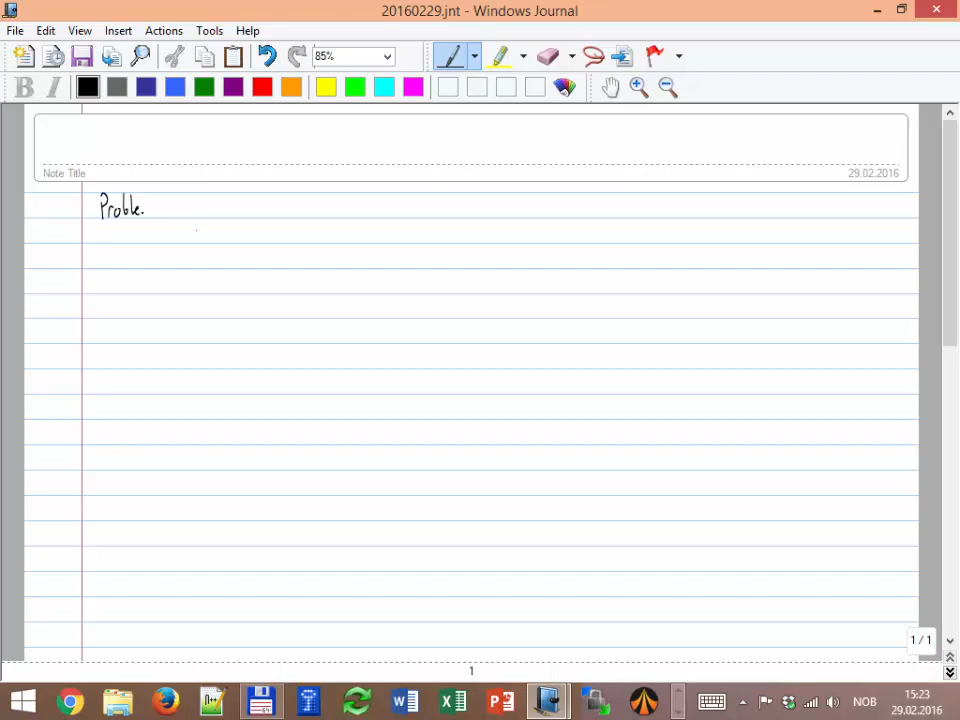 20160229.jnt - Windows Journal
File Edit View Insert Actions Tools Help
85%
B I
Note Title 29.02.2016
Proble.
1 / 1
1
NOB
15:23
29.02.2016